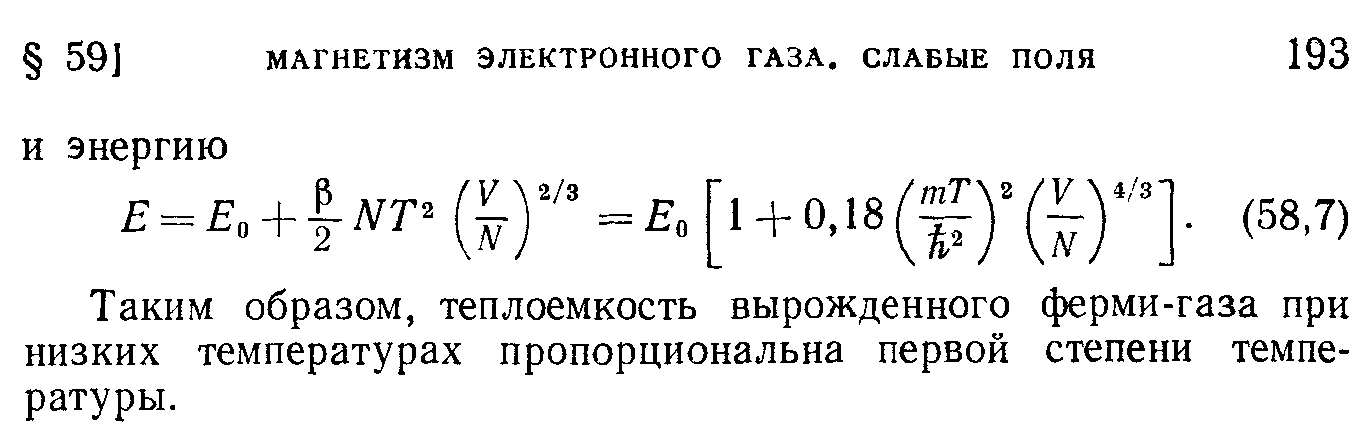 § 59] МАГНЕТИЗМ ЭЛЕКТРОННОГО ГАЗА. СЛАБЫЕ ПОЛЯ 193
и энергию
E = E₀ + β/2 NT² (V/N)^{2/3} = E₀ [1 + 0,18 (mT/ħ²)² (V/N)^{4/3}]. (58,7)
Таким образом, теплоемкость вырожденного ферми-газа при
низких температурах пропорциональна первой степени темпе-
ратуры.